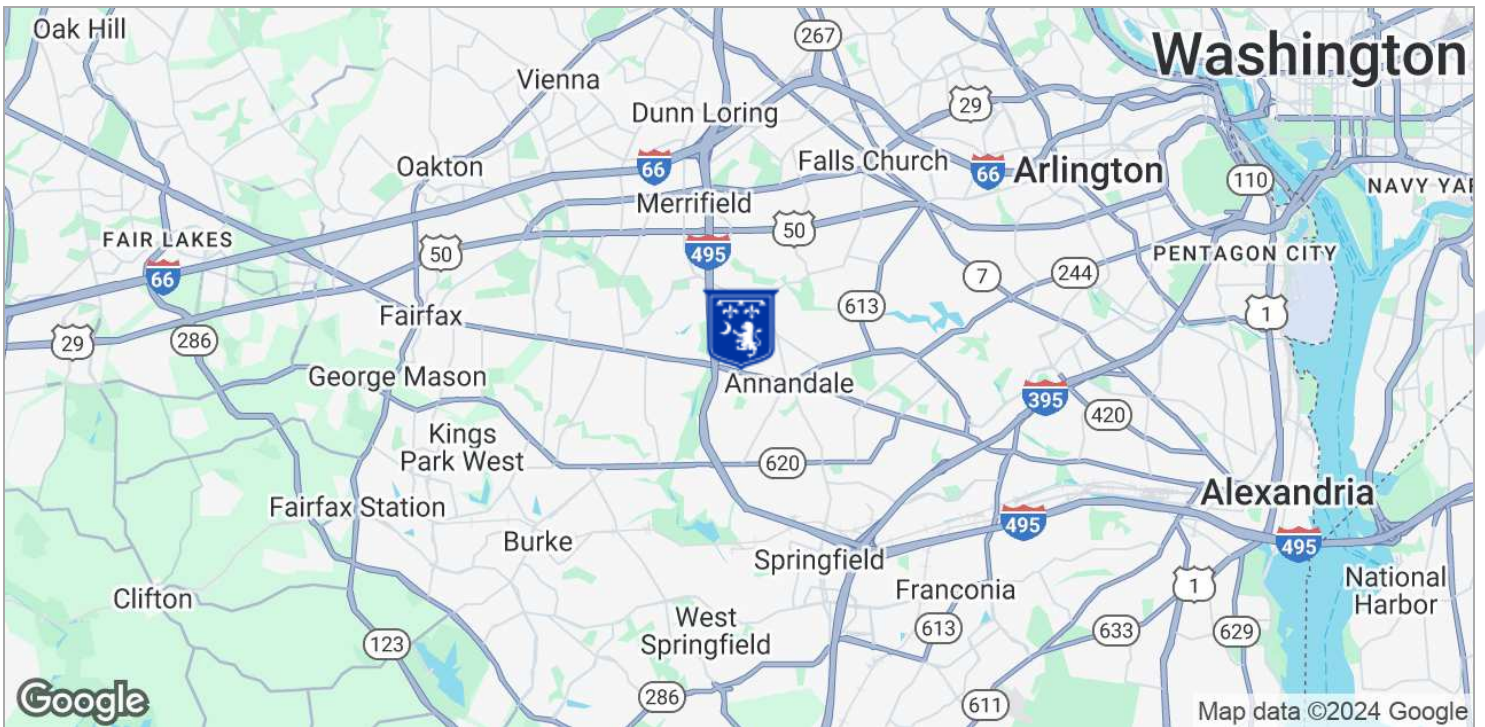 Oak Hill
267
Washington
Vienna
29
Dunn Loring
Oakton
66
Falls Church
66
Arlington
110
NAVY YAR
Merrifield
FAIR LAKES
50
495
50
PENTAGON CITY
66
7
244
29
286
Fairfax
613
1
George Mason
Annandale
395
420
Kings
Park West
620
Fairfax Station
Alexandria
495
Burke
Springfield
495
Clifton
Franconia
1
National
Harbor
West
Springfield
123
613
633
629
286
611
Google
Map data ©2024 Google